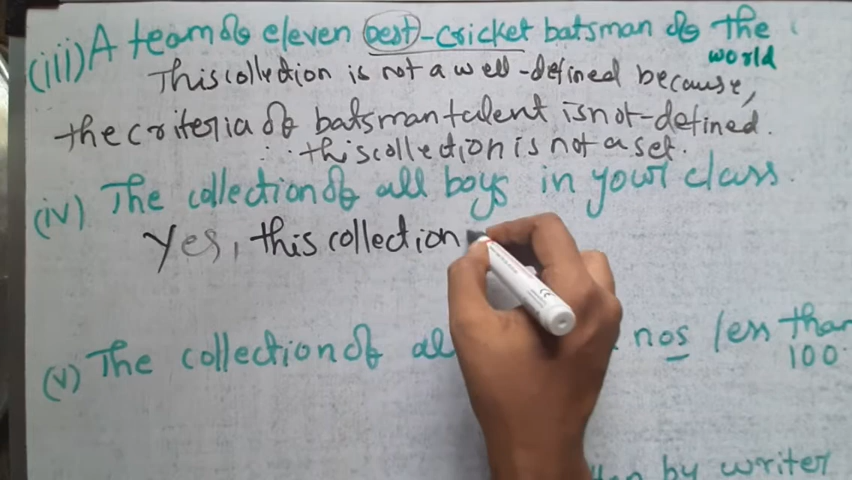 (iii) A team of eleven best-cricket batsman of the
world
This collection is not a well-defined because,
the criteria of batsman talent is not-defined.
∴ this collection is not a set.
(iv) The collection of all boys in your class.
Yes, this collection
(v) The collection of al nos less than
100
by writer